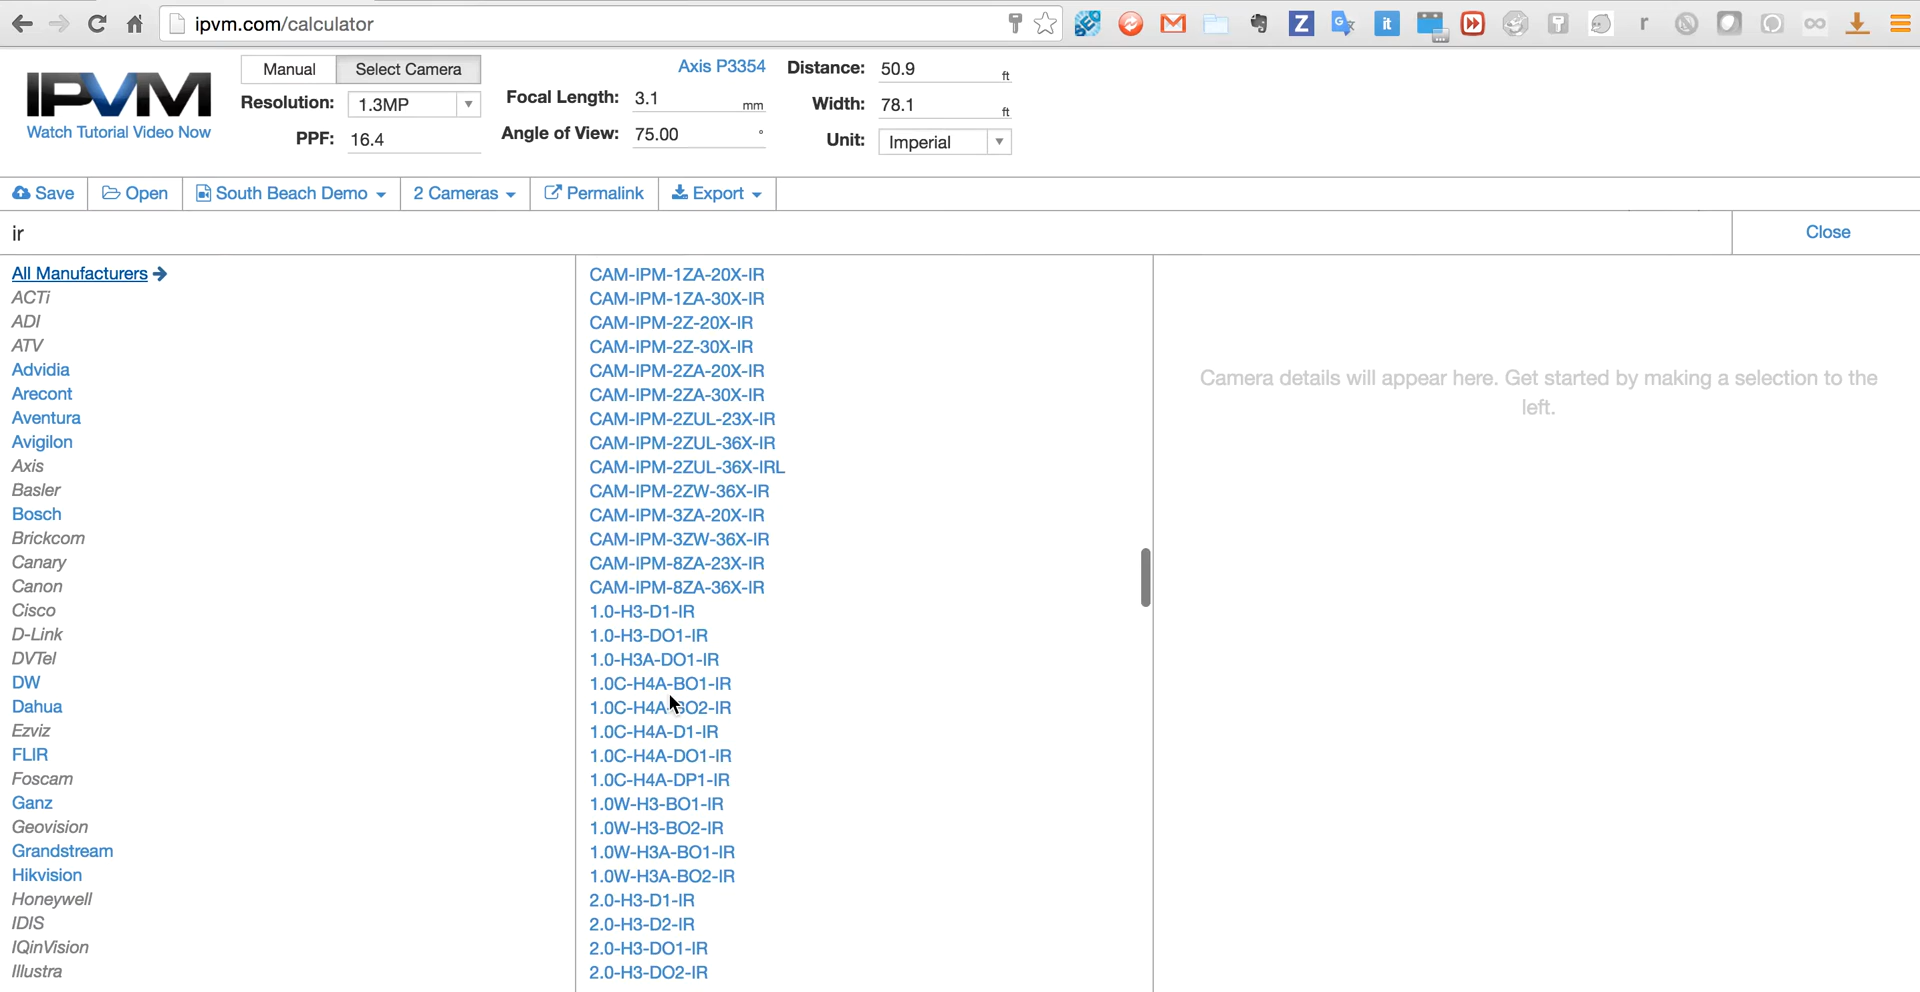 ipvm.com/calculator
IPVM
Watch Tutorial Video Now
Manual
Select Camera
Resolution: 1.3MP
PPF: 16.4
Axis P3354
Focal Length: 3.1 mm
Angle of View: 75.00 °
Distance: 50.9 ft
Width: 78.1 ft
Unit: Imperial
Save
Open
South Beach Demo
2 Cameras
Permalink
Export
ir
Close
All Manufacturers
ACTi
ADI
ATV
Advidia
Arecont
Aventura
Avigilon
Axis
Basler
Bosch
Brickcom
Canary
Canon
Cisco
D-Link
DVTel
DW
Dahua
Ezviz
FLIR
Foscam
Ganz
Geovision
Grandstream
Hikvision
Honeywell
IDIS
IQinVision
Illustra
CAM-IPM-1ZA-20X-IR
CAM-IPM-1ZA-30X-IR
CAM-IPM-2Z-20X-IR
CAM-IPM-2Z-30X-IR
CAM-IPM-2ZA-20X-IR
CAM-IPM-2ZA-30X-IR
CAM-IPM-2ZUL-23X-IR
CAM-IPM-2ZUL-36X-IR
CAM-IPM-2ZUL-36X-IRL
CAM-IPM-2ZW-36X-IR
CAM-IPM-3ZA-20X-IR
CAM-IPM-3ZW-36X-IR
CAM-IPM-8ZA-23X-IR
CAM-IPM-8ZA-36X-IR
1.0-H3-D1-IR
1.0-H3-DO1-IR
1.0-H3A-DO1-IR
1.0C-H4A-BO1-IR
1.0C-H4A-BO2-IR
1.0C-H4A-D1-IR
1.0C-H4A-DO1-IR
1.0C-H4A-DP1-IR
1.0W-H3-BO1-IR
1.0W-H3-BO2-IR
1.0W-H3A-BO1-IR
1.0W-H3A-BO2-IR
2.0-H3-D1-IR
2.0-H3-D2-IR
2.0-H3-DO1-IR
2.0-H3-DO2-IR
Camera details will appear here. Get started by making a selection to the
left.